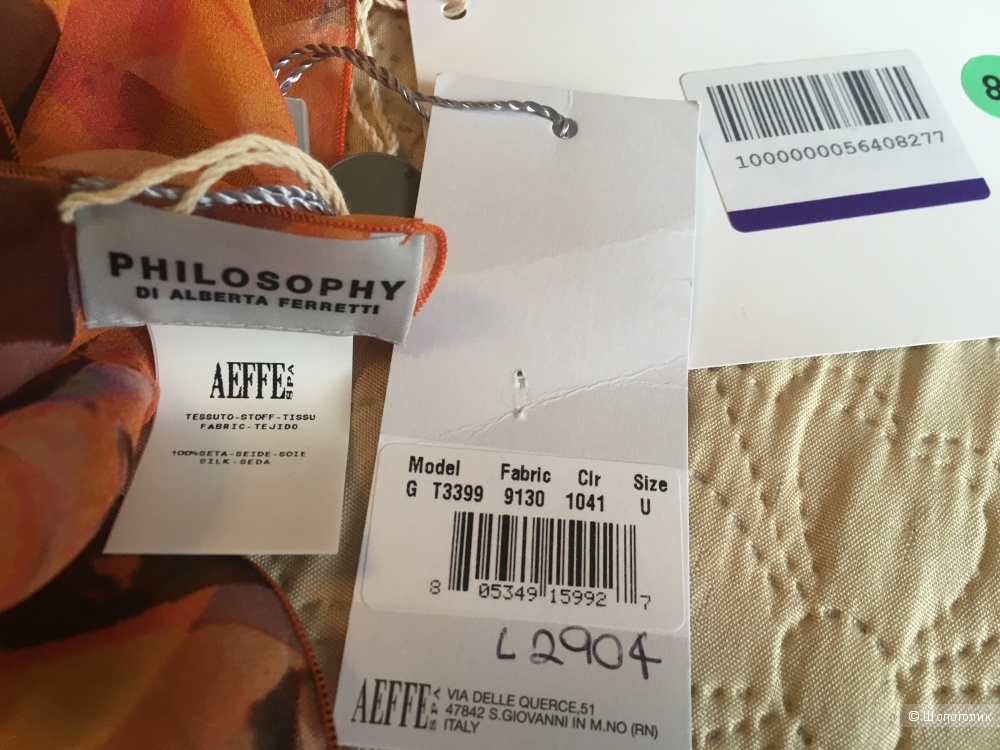 8
1000000056408277
PHILOSOPHY
DI ALBERTA FERRETTI
AEFFE SPA
TESSUTO-STOFF-TISSU
FABRIC-TEJIDO
100%SETA-SEIDE-SOIE
SILK-SEDA
Model Fabric Clr Size
G T3399 9130 1041 U
8 05349 15992 7
L2904
AEFFE SPA
VIA DELLE QUERCE,51
47842 S.GIOVANNI IN M.NO (RN)
ITALY
© Шопоголик